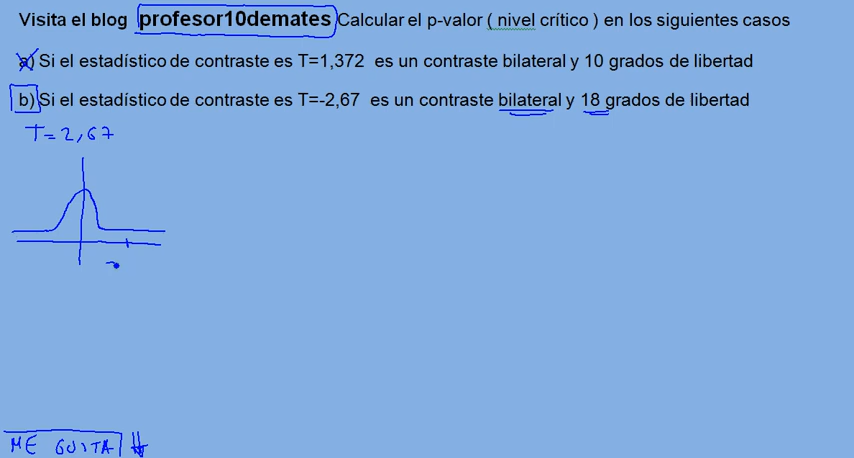 Visita el blog profesor10demates Calcular el p-valor ( nivel crítico ) en los siguientes casos
a) Si el estadístico de contraste es T=1,372 es un contraste bilateral y 10 grados de libertad
b) Si el estadístico de contraste es T=-2,67 es un contraste bilateral y 18 grados de libertad
T=2,67
ME GUSTA